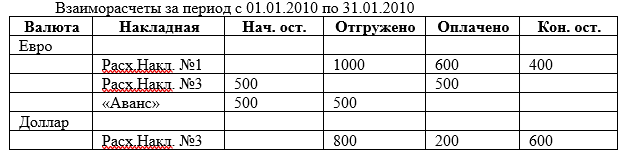 Взаиморасчеты за период с 01.01.2010 по 31.01.2010
Валюта Накладная Нач. ост. Отгружено Оплачено Кон. ост.
Евро
Расх.Накл. №1 1000 600 400
Расх.Накл. №3 500 500
«Аванс» 500 500
Доллар
Расх.Накл. №3 800 200 600